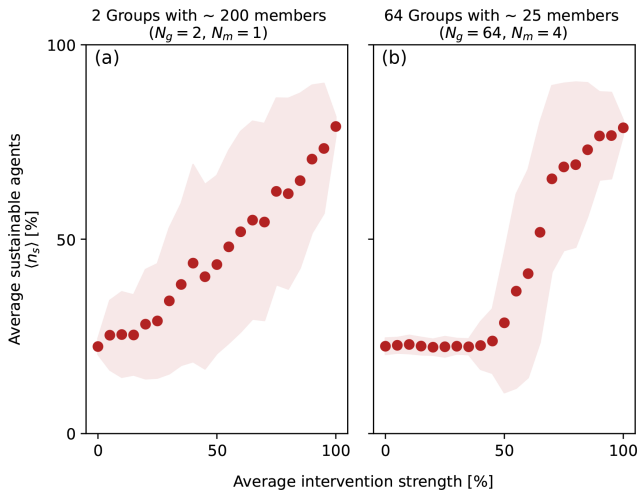 2 Groups with ~ 200 members
(N_g = 2, N_m = 1)
64 Groups with ~ 25 members
(N_g = 64, N_m = 4)
(a)
(b)
100
50
0
Average sustainable agents
⟨n_s⟩ [%]
0
50
100
0
50
100
Average intervention strength [%]